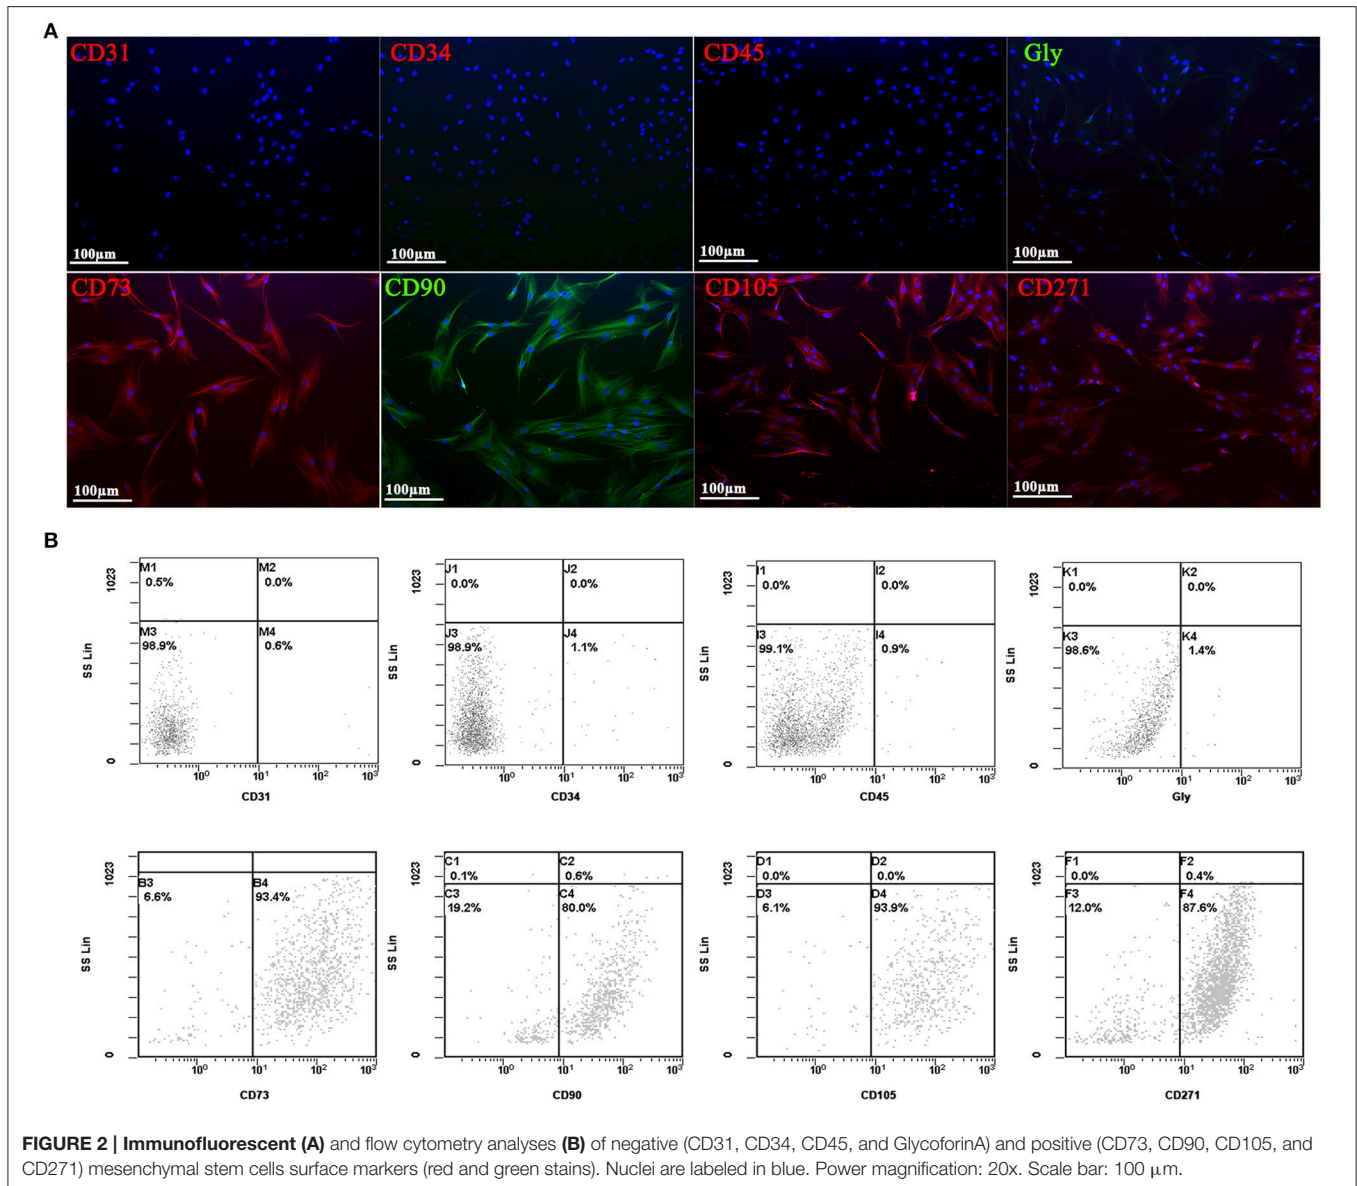 A
CD31
CD34
CD45
Gly
100µm
100µm
100µm
100µm
CD73
CD90
CD105
CD271
100µm
100µm
100µm
100µm
B
1023
SS Lin
0
M1
0.5%
M2
0.0%
M3
98.9%
M4
0.6%
10⁰ 10¹ 10² 10³
CD31
1023
SS Lin
0
J1
0.0%
J2
0.0%
J3
98.9%
J4
1.1%
10⁰ 10¹ 10² 10³
CD34
1023
SS Lin
0
I1
0.0%
I2
0.0%
I3
99.1%
I4
0.9%
10⁰ 10¹ 10² 10³
CD45
1023
SS Lin
0
K1
0.0%
K2
0.0%
K3
98.6%
K4
1.4%
10⁰ 10¹ 10² 10³
Gly
1023
SS Lin
0
B3
6.6%
B4
93.4%
10⁰ 10¹ 10² 10³
CD73
1023
SS Lin
0
C1
0.1%
C2
0.6%
C3
19.2%
C4
80.0%
10⁰ 10¹ 10² 10³
CD90
1023
SS Lin
0
D1
0.0%
D2
0.0%
D3
6.1%
D4
93.9%
10⁰ 10¹ 10² 10³
CD105
1023
SS Lin
0
F1
0.0%
F2
0.4%
F3
12.0%
F4
87.6%
10⁰ 10¹ 10² 10³
CD271
FIGURE 2 | Immunofluorescent (A) and flow cytometry analyses (B) of negative (CD31, CD34, CD45, and GlycoforinA) and positive (CD73, CD90, CD105, and
CD271) mesenchymal stem cells surface markers (red and green stains). Nuclei are labeled in blue. Power magnification: 20x. Scale bar: 100 µm.